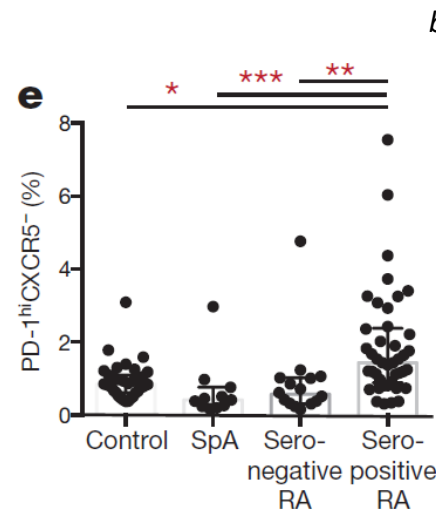 b
e
* *** **
PD-1hiCXCR5− (%)
8
6
4
2
0
Control SpA Sero- Sero-
negative positive
RA RA